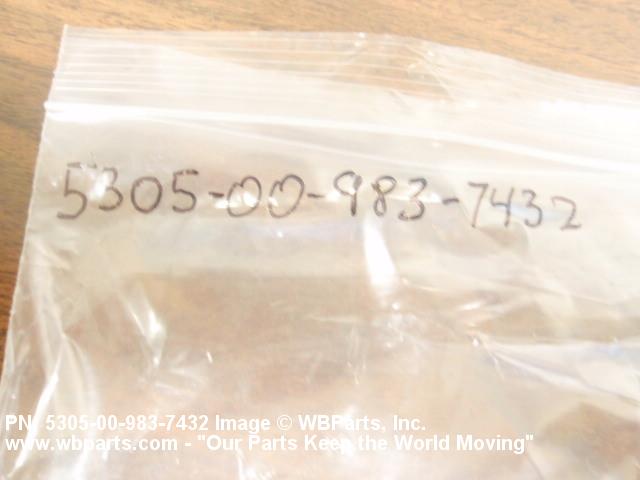 5305-00-983-7432
PN: 5305-00-983-7432 Image © WBParts, Inc.
www.wbparts.com - "Our Parts Keep the World Moving"